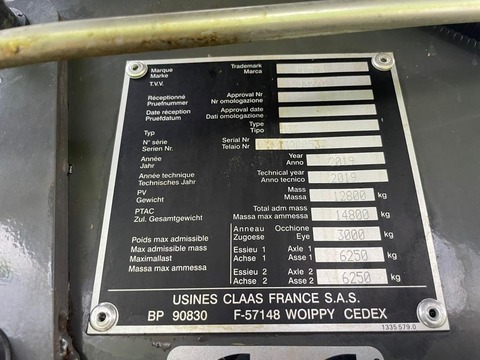 Marque Trademark
Marke Marca
T.V.V.
Réceptionné Approval Nr
Pruefnummer Nr omologazione
Date réception Approval date
Pruefdatum Dati omologazione
Type
Typ Tipo
N° série Serial Nr
Serien Nr. Telaio Nr
Année Year 2019
Jahr Anno
Année technique Technical year 2019
Technisches Jahr Anno tecnico
PV Mass 12800 kg
Gewicht Massa
PTAC Total adm mass 14800 kg
Zul. Gesamtgewicht Massa max ammessa
Poids max admissible Anneau Occhione 3000 kg
Max admissible mass Zugoese Eye
Maximallast Essieu 1 Axle 1 6250 kg
Massa max ammessa Achse 1 Asse 1
Essieu 2 Axle 2 6250 kg
Achse 2 Asse 2
USINES CLAAS FRANCE S.A.S.
BP 90830 F-57148 WOIPPY CEDEX
1335 579.0